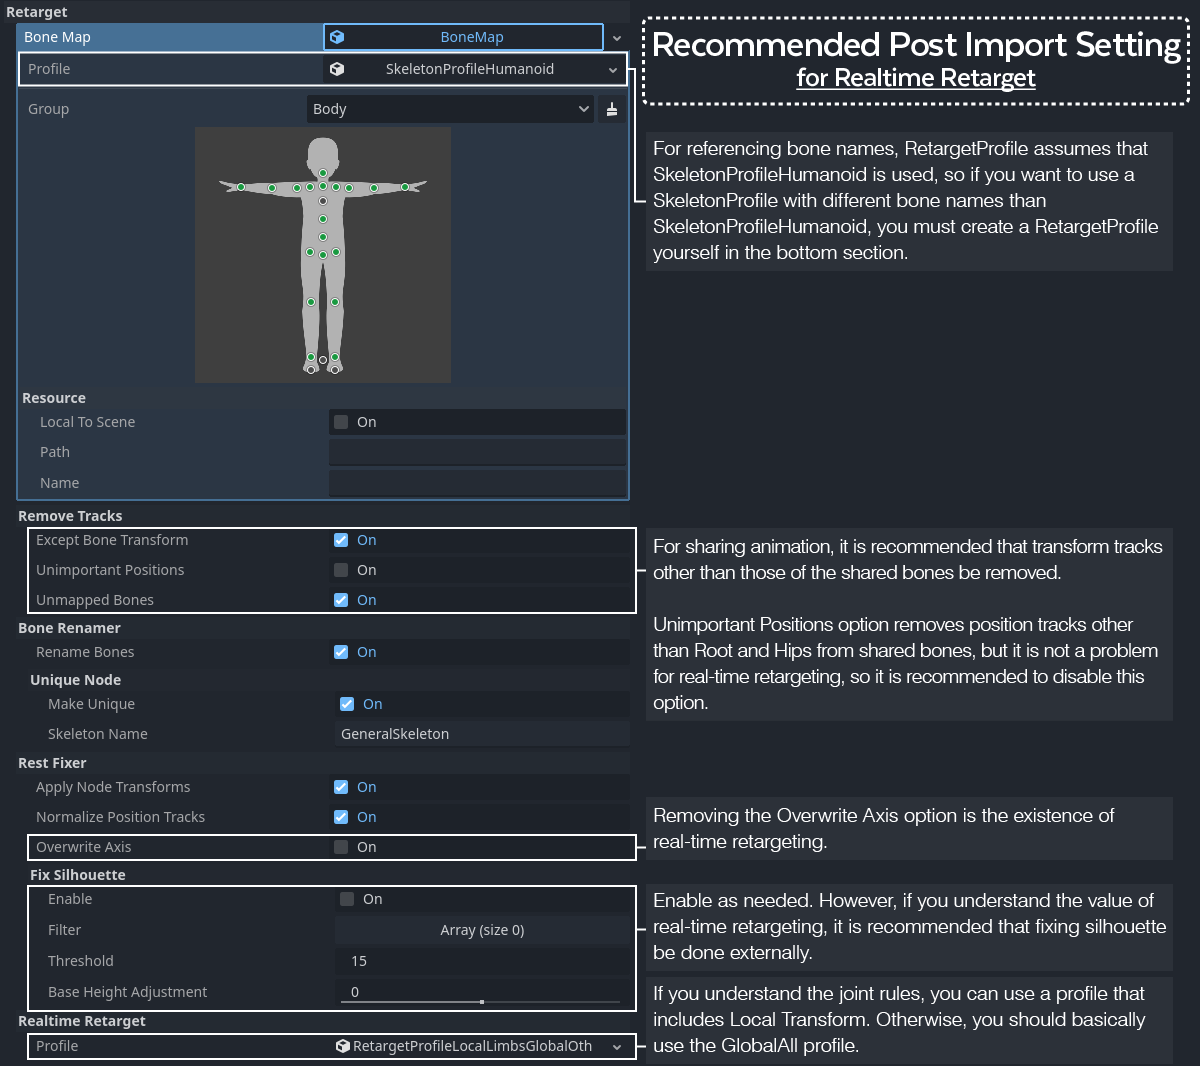 Retarget
Bone Map
BoneMap
Profile
SkeletonProfileHumanoid
Group
Body
Resource
Local To Scene
On
Path
Name
Remove Tracks
Except Bone Transform
On
Unimportant Positions
On
Unmapped Bones
On
Bone Renamer
Rename Bones
On
Unique Node
Make Unique
On
Skeleton Name
GeneralSkeleton
Rest Fixer
Apply Node Transforms
On
Normalize Position Tracks
On
Overwrite Axis
On
Fix Silhouette
Enable
On
Filter
Array (size 0)
Threshold
15
Base Height Adjustment
0
Realtime Retarget
Profile
RetargetProfileLocalLimbsGlobalOth
Recommended Post Import Setting
for Realtime Retarget
For referencing bone names, RetargetProfile assumes that
SkeletonProfileHumanoid is used, so if you want to use a
SkeletonProfile with different bone names than
SkeletonProfileHumanoid, you must create a RetargetProfile
yourself in the bottom section.
For sharing animation, it is recommended that transform tracks
other than those of the shared bones be removed.
Unimportant Positions option removes position tracks other
than Root and Hips from shared bones, but it is not a problem
for real-time retargeting, so it is recommended to disable this
option.
Removing the Overwrite Axis option is the existence of
real-time retargeting.
Enable as needed. However, if you understand the value of
real-time retargeting, it is recommended that fixing silhouette
be done externally.
If you understand the joint rules, you can use a profile that
includes Local Transform. Otherwise, you should basically
use the GlobalAll profile.